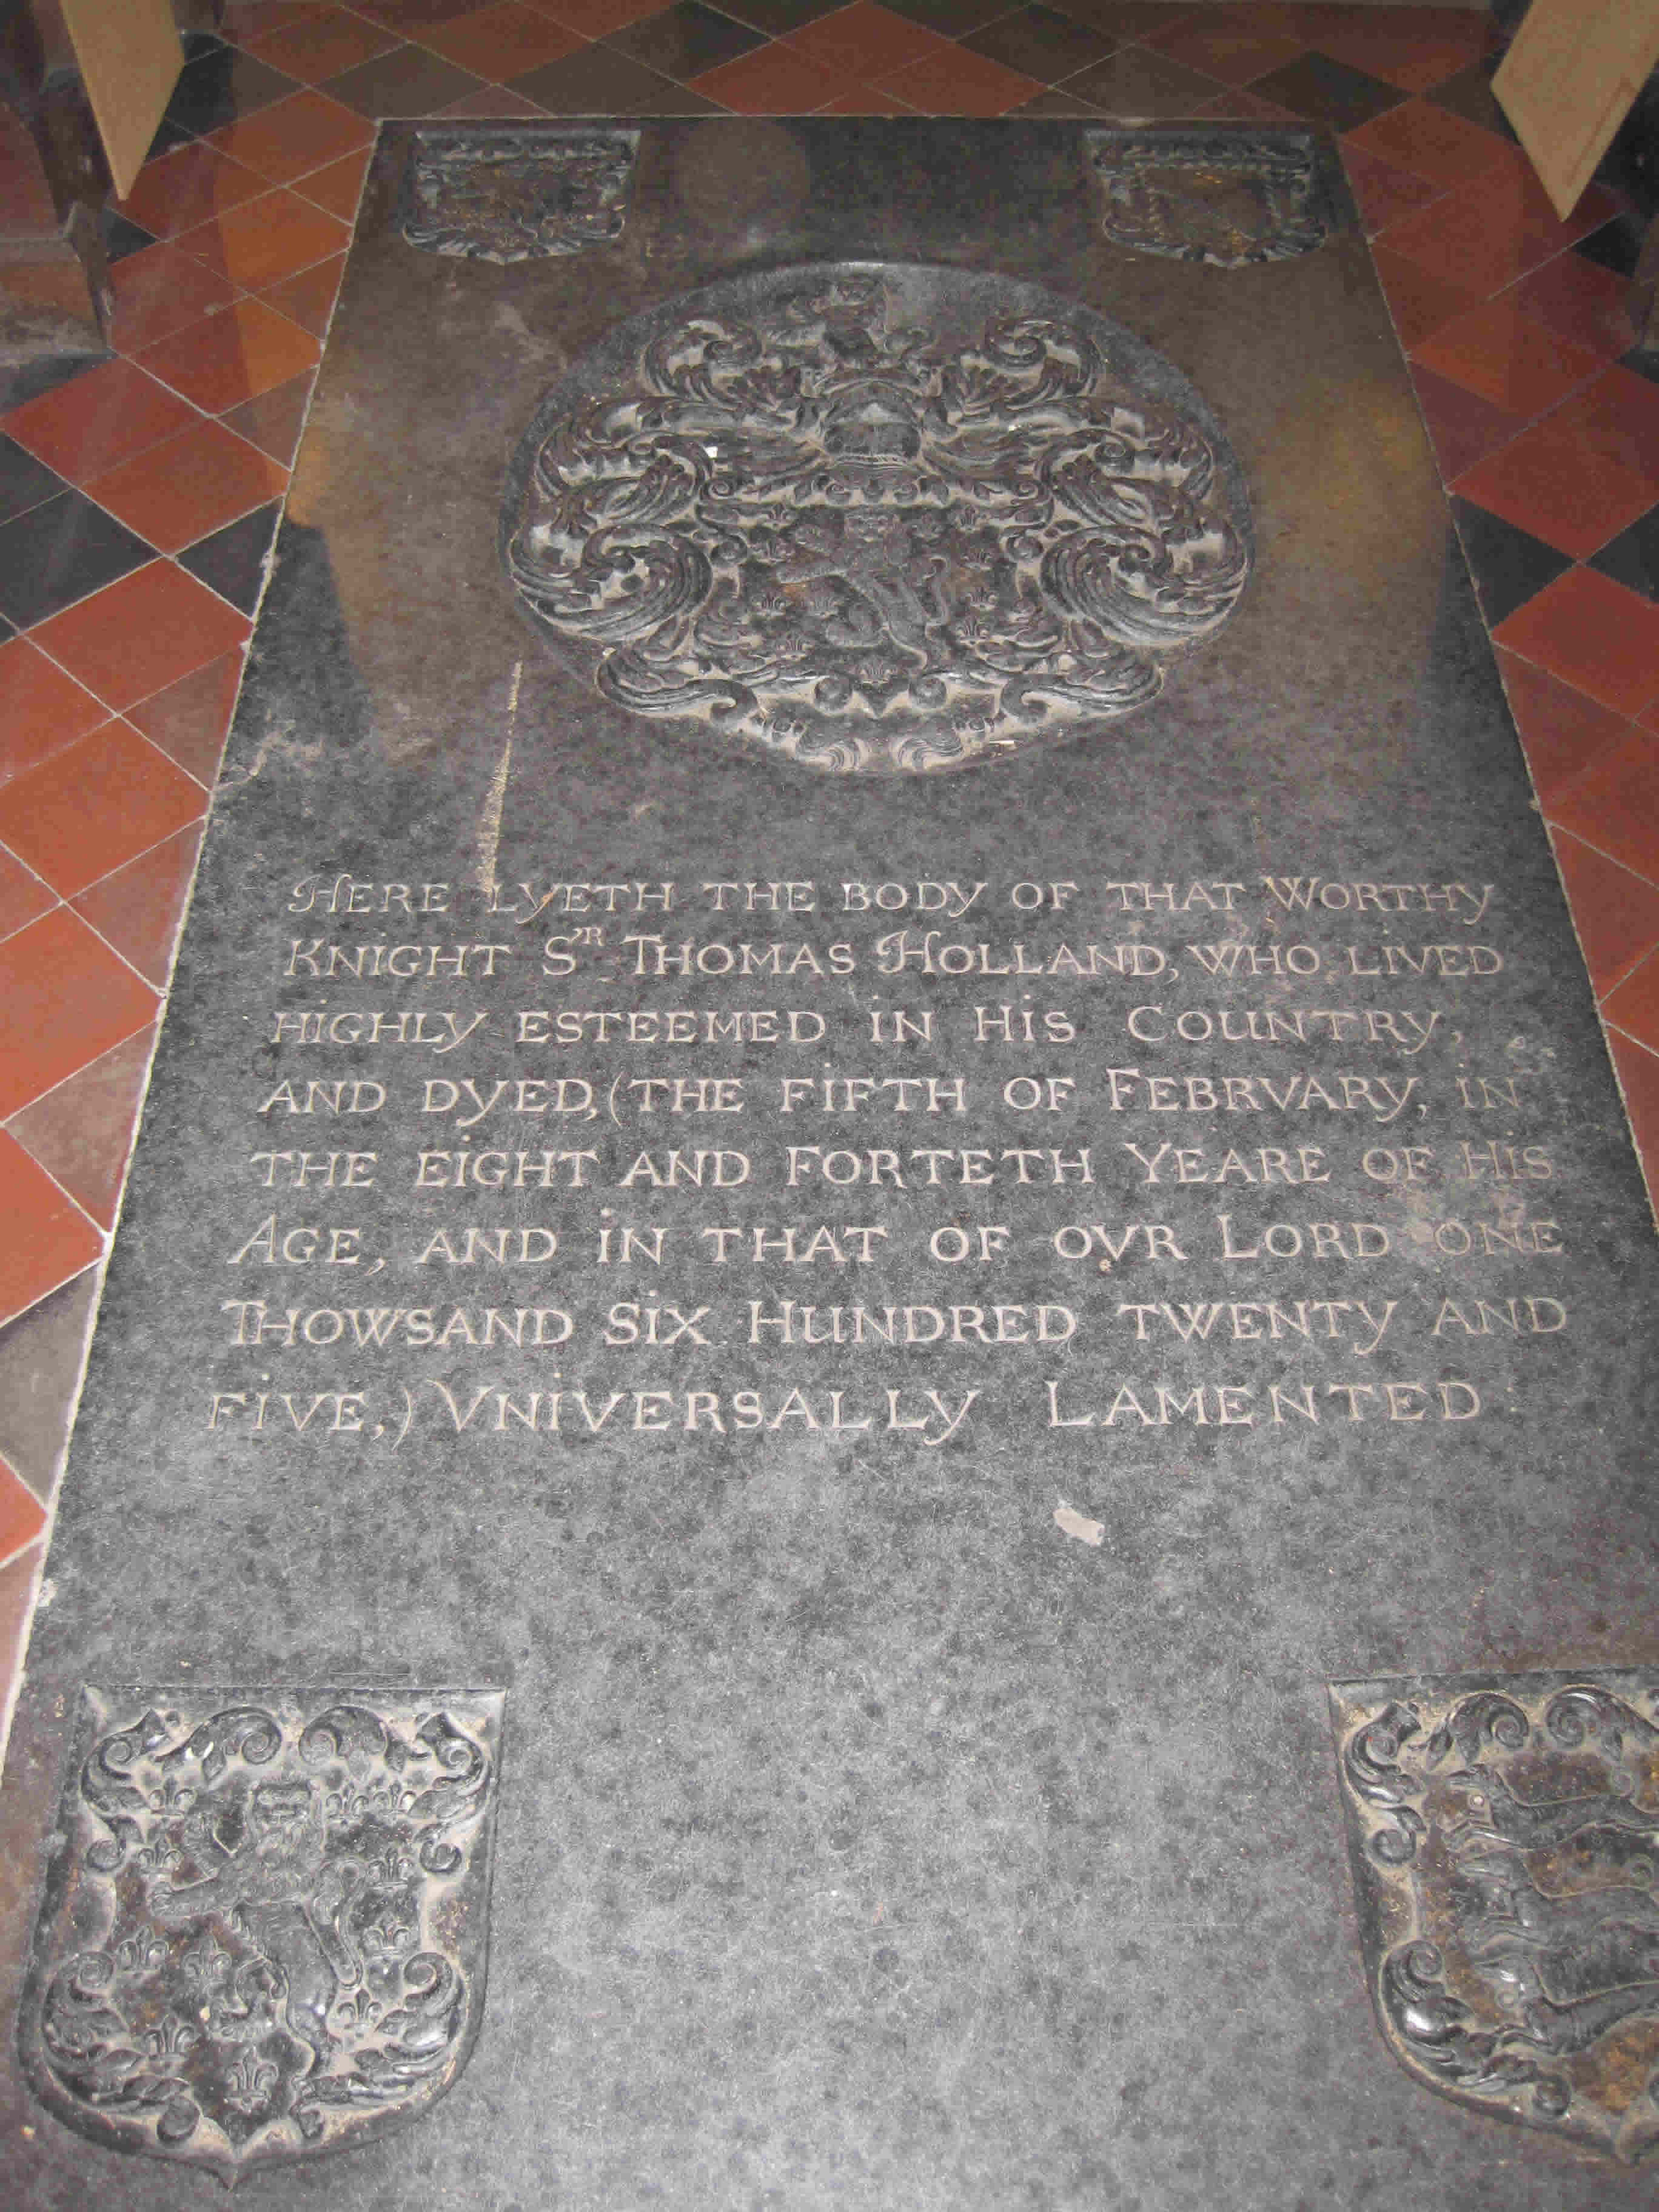 HERE LYETH THE BODY OF THAT WORTHY
KNIGHT SR THOMAS HOLLAND, WHO LIVED
HIGHLY ESTEEMED IN HIS COUNTRY,
AND DYED, (THE FIFTH OF FEBRVARY, IN
THE EIGHT AND FORTETH YEARE OF HIS
AGE, AND IN THAT OF OVR LORD ONE
THOWSAND SIX HUNDRED TWENTY AND
FIVE,) VNIVERSALLY LAMENTED